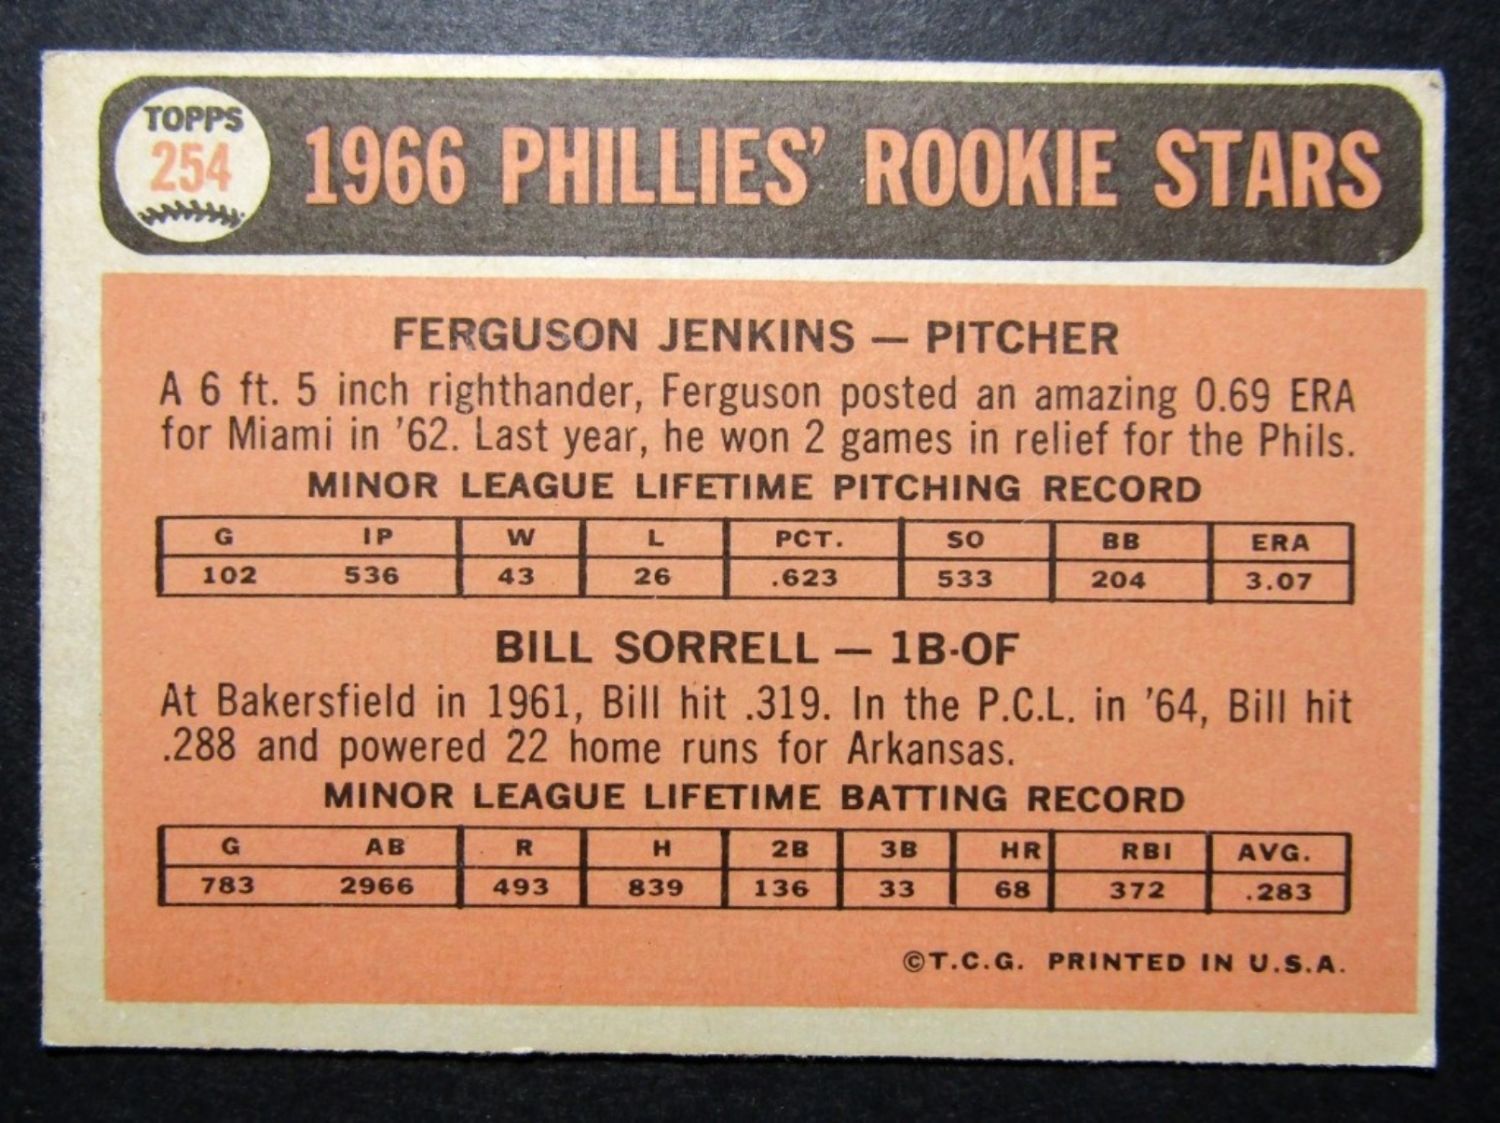 TOPPS
254
1966 PHILLIES' ROOKIE STARS
FERGUSON JENKINS — PITCHER
A 6 ft. 5 inch righthander, Ferguson posted an amazing 0.69 ERA
for Miami in '62. Last year, he won 2 games in relief for the Phils.
MINOR LEAGUE LIFETIME PITCHING RECORD
G IP W L PCT. SO BB ERA
102 536 43 26 .623 533 204 3.07
BILL SORRELL — 1B-OF
At Bakersfield in 1961, Bill hit .319. In the P.C.L. in '64, Bill hit
.288 and powered 22 home runs for Arkansas.
MINOR LEAGUE LIFETIME BATTING RECORD
G AB R H 2B 3B HR RBI AVG.
783 2966 493 839 136 33 68 372 .283
©T.C.G. PRINTED IN U.S.A.